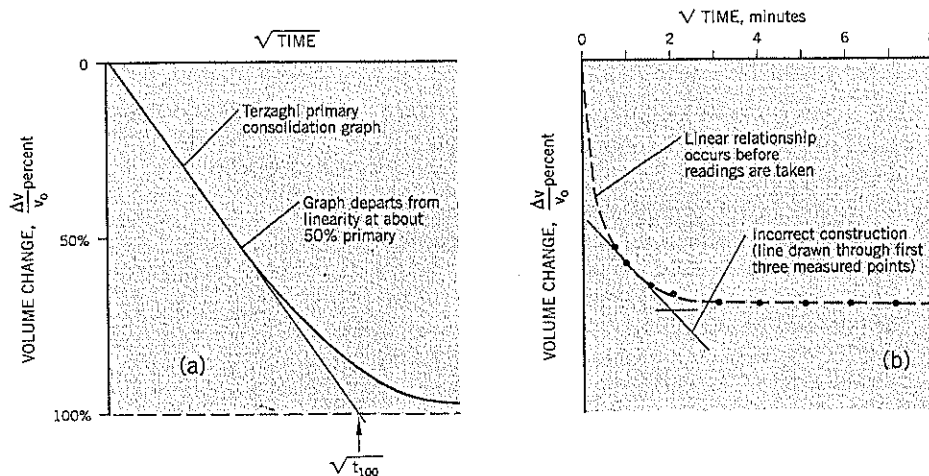 √TIME
0
Terzaghi primary
consolidation graph
Graph departs from
linearity at about
50% primary
VOLUME CHANGE, Δv/v₀ percent
50%
(a)
100%
√t₁₀₀
√ TIME, minutes
0 2 4 6 8
Linear relationship
occurs before
readings are taken
Incorrect construction
(line drawn through first
three measured points)
VOLUME CHANGE, Δv/v₀ percent
(b)